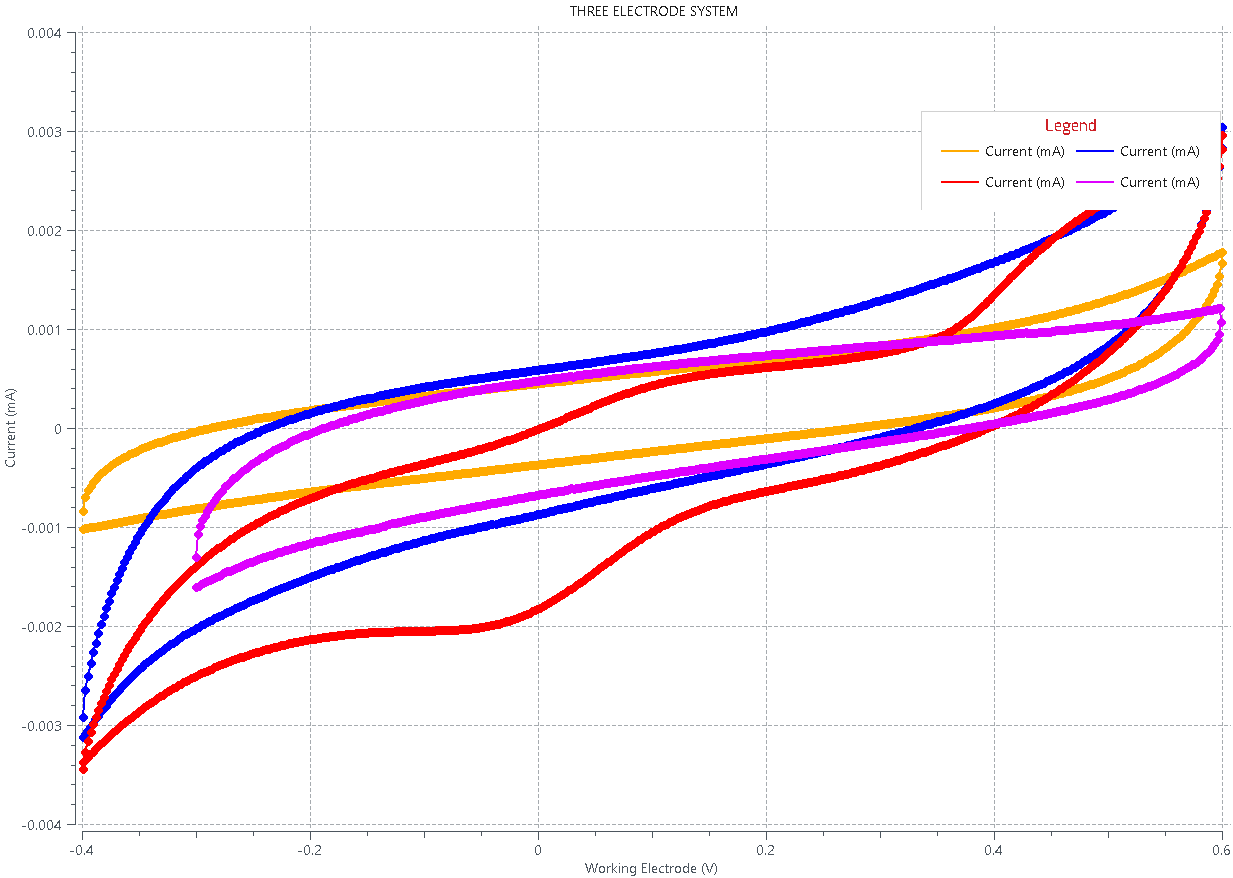 THREE ELECTRODE SYSTEM
0.004
0.003
0.002
0.001
0
-0.001
-0.002
-0.003
-0.004
Current (mA)
Legend
Current (mA) Current (mA)
Current (mA) Current (mA)
-0.4 -0.2 0 0.2 0.4 0.6
Working Electrode (V)